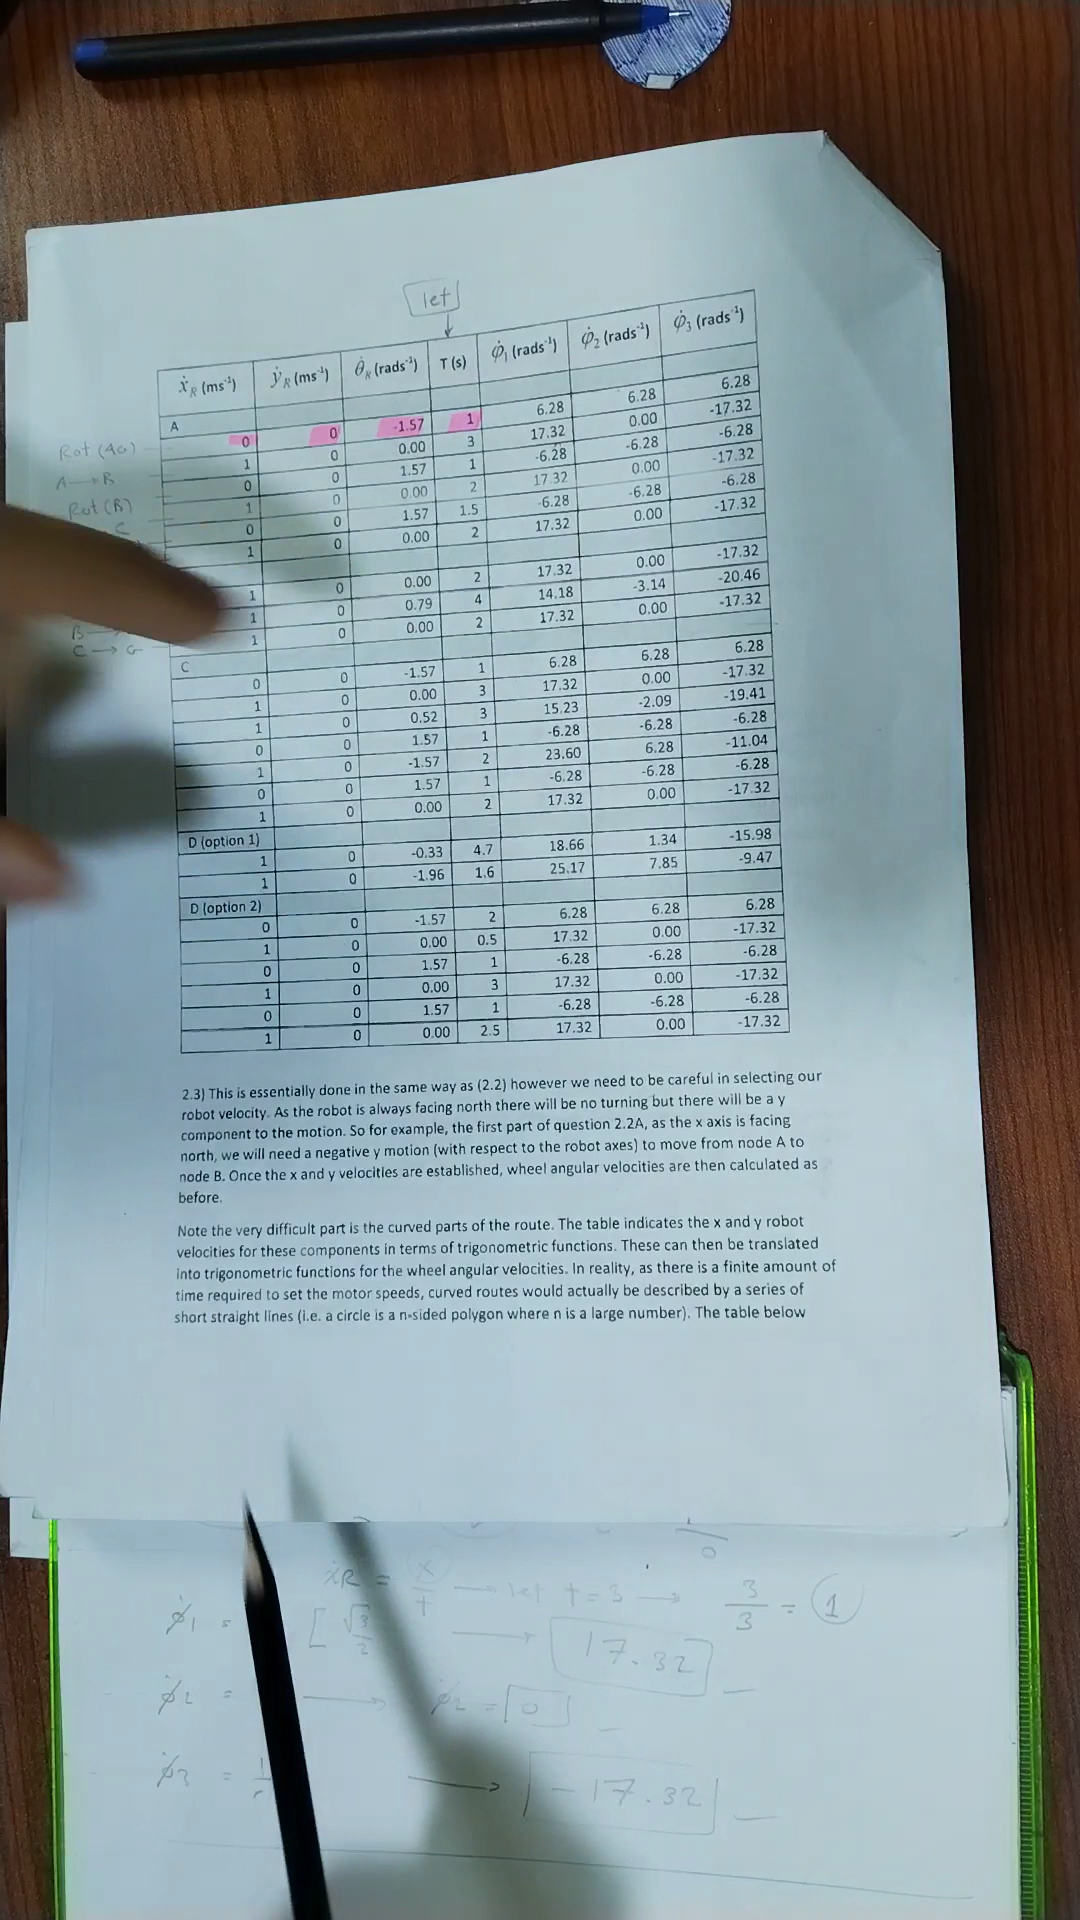 let
ẋR (ms⁻¹) ẏR (ms⁻¹) θ̇R (rads⁻¹) T (s) φ̇1 (rads⁻¹) φ̇2 (rads⁻¹) φ̇3 (rads⁻¹)
A
Rot (AG) 0 0 -1.57 1 6.28 6.28 6.28
A → B 1 0 0.00 3 17.32 0.00 -17.32
Rot (B) 0 0 1.57 1 -6.28 -6.28 -6.28
C 1 0 0.00 2 17.32 0.00 -17.32
0 0 1.57 1.5 -6.28 -6.28 -6.28
1 0 0.00 2 17.32 0.00 -17.32
1 0 0.00 2 17.32 0.00 -17.32
B 1 0 0.79 4 14.18 -3.14 -20.46
C → G 1 0 0.00 2 17.32 0.00 -17.32
C
0 0 -1.57 1 6.28 6.28 6.28
1 0 0.00 3 17.32 0.00 -17.32
1 0 0.52 3 15.23 -2.09 -19.41
0 0 1.57 1 -6.28 -6.28 -6.28
1 0 -1.57 2 23.60 6.28 -11.04
0 0 1.57 1 -6.28 -6.28 -6.28
1 0 0.00 2 17.32 0.00 -17.32
D (option 1)
1 0 -0.33 4.7 18.66 1.34 -15.98
1 0 -1.96 1.6 25.17 7.85 -9.47
D (option 2)
0 0 -1.57 2 6.28 6.28 6.28
1 0 0.00 0.5 17.32 0.00 -17.32
0 0 1.57 1 -6.28 -6.28 -6.28
1 0 0.00 3 17.32 0.00 -17.32
0 0 1.57 1 -6.28 -6.28 -6.28
1 0 0.00 2.5 17.32 0.00 -17.32
2.3) This is essentially done in the same way as (2.2) however we need to be careful in selecting our
robot velocity. As the robot is always facing north there will be no turning but there will be a y
component to the motion. So for example, the first part of question 2.2A, as the x axis is facing
north, we will need a negative y motion (with respect to the robot axes) to move from node A to
node B. Once the x and y velocities are established, wheel angular velocities are then calculated as
before.
Note the very difficult part is the curved parts of the route. The table indicates the x and y robot
velocities for these components in terms of trigonometric functions. These can then be translated
into trigonometric functions for the wheel angular velocities. In reality, as there is a finite amount of
time required to set the motor speeds, curved routes would actually be described by a series of
short straight lines (i.e. a circle is a n-sided polygon where n is a large number). The table below
0
ẋR = x/t → let t = 3 → 3/3 = 1
φ̇1 = [ √3/2 → 17.32
φ̇2 = → φ̇2 = 0
φ̇3 = 1/r → -17.32